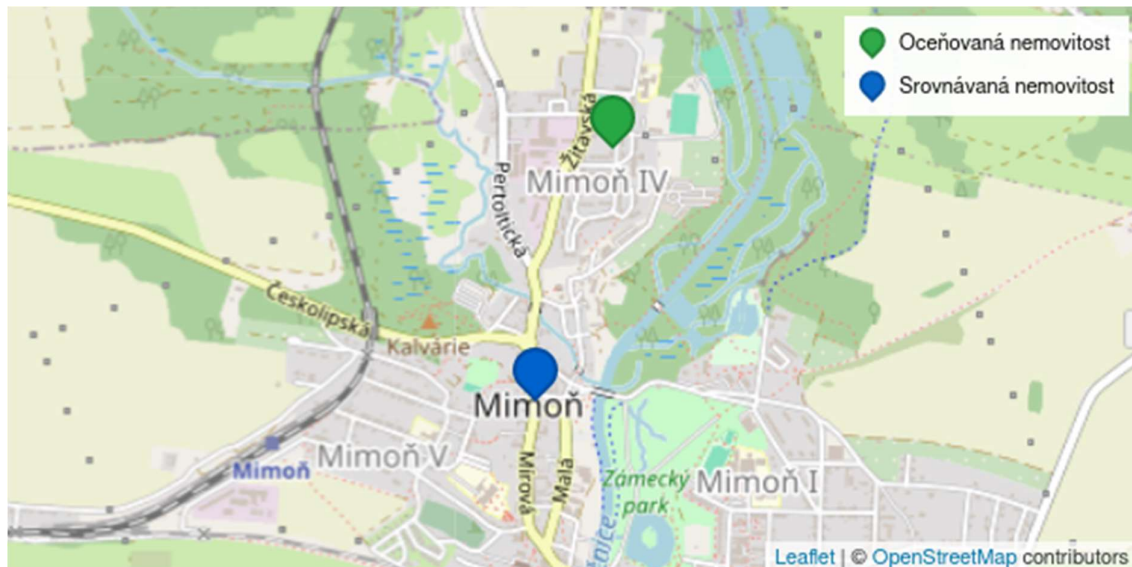 Oceňovaná nemovitost
Srovnávaná nemovitost
Žitavská
Mimoň IV
Pertoltická
Českolipská
Kalvárie
Mimoň
Mimoň V
Mimoň
Mírová
Malá
Zámecký
park
Mimoň I
Leaflet | © OpenStreetMap contributors